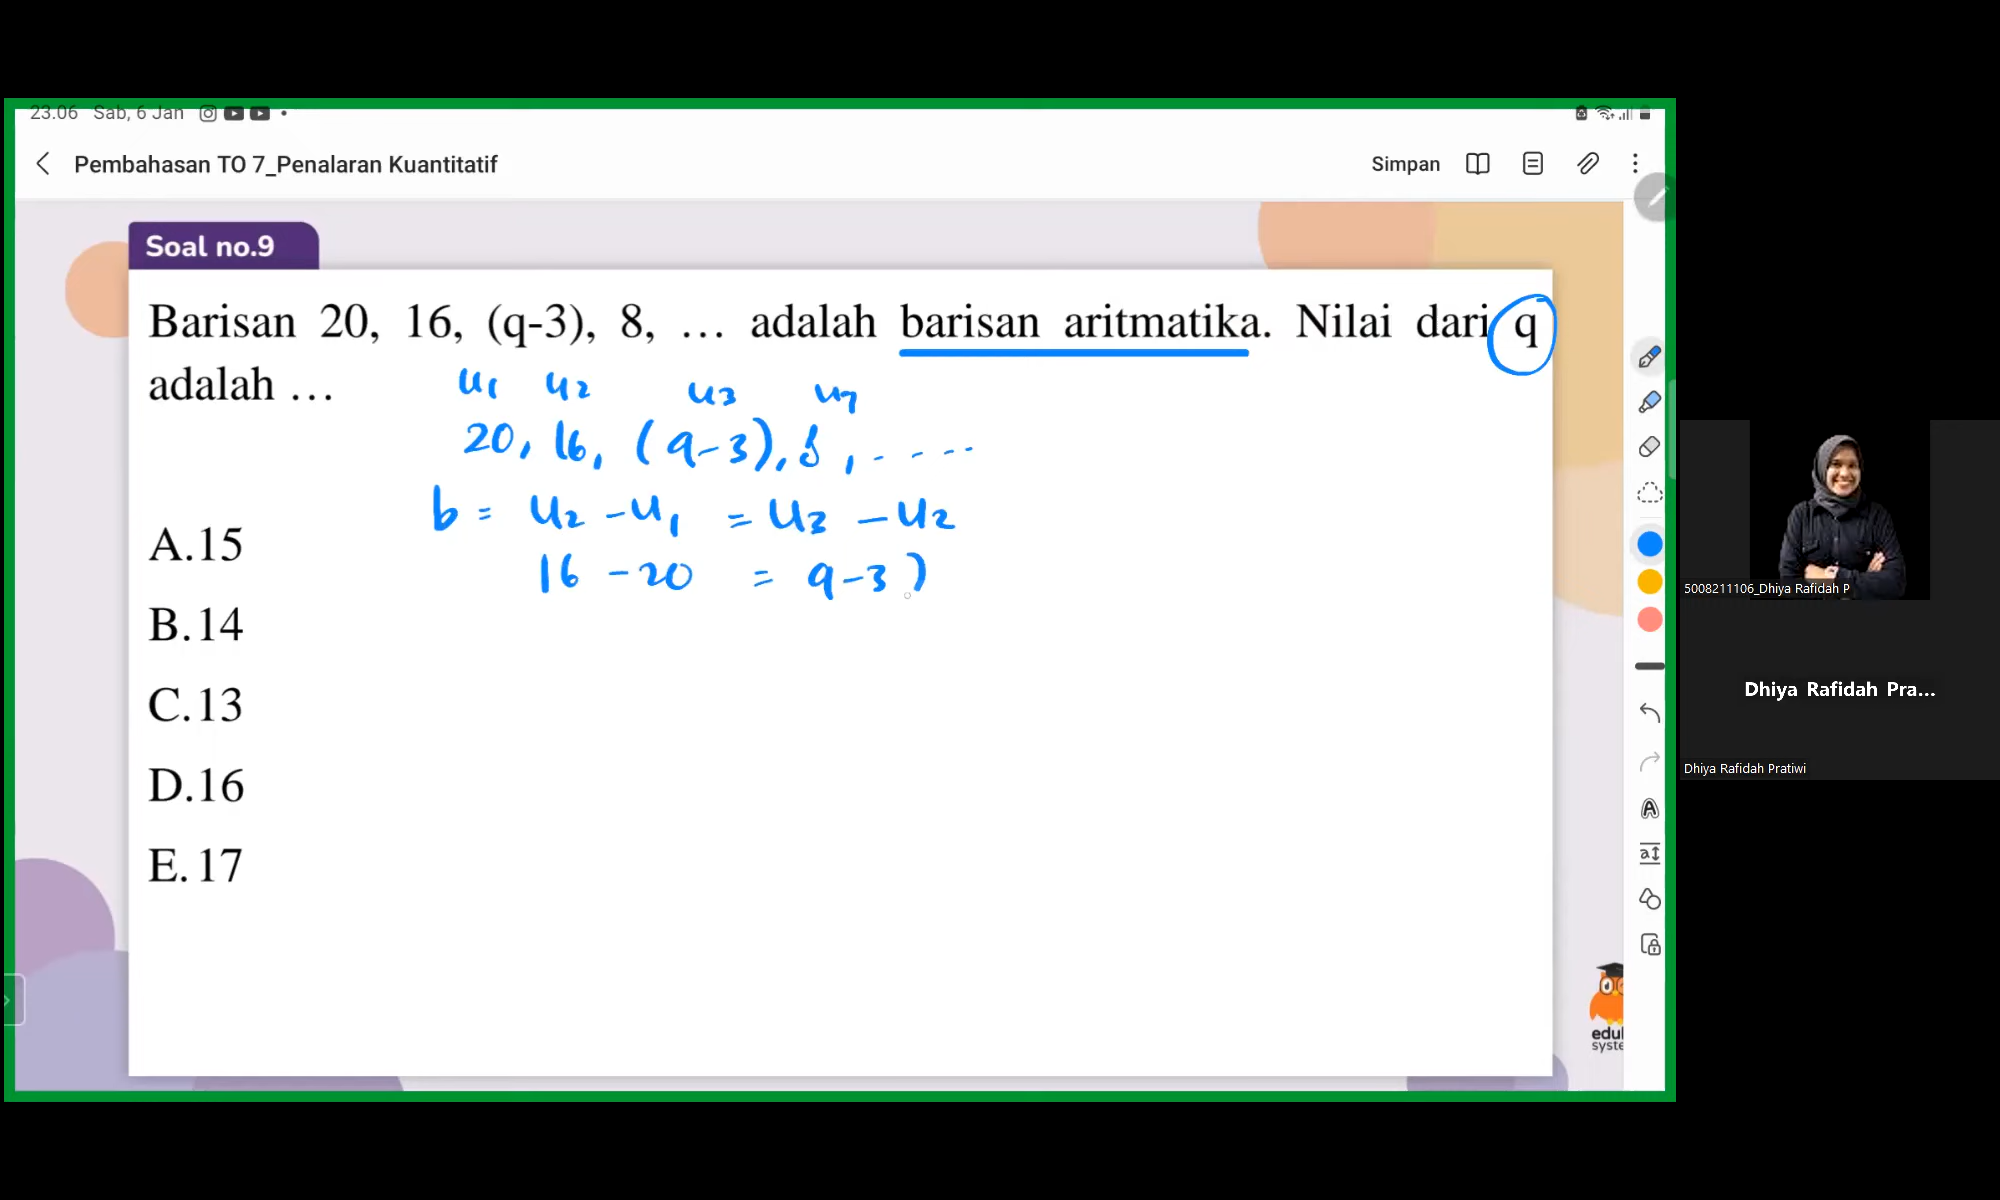 23.06 Sab, 6 Jan
Pembahasan TO 7_Penalaran Kuantitatif
Simpan
Soal no.9
Barisan 20, 16, (q-3), 8, … adalah barisan aritmatika. Nilai dari q
adalah …
u1 u2 u3 u4
20, 16, (q-3), 8, ....
b = u2 - u1 = u3 - u2
16 - 20 = q-3)
A.15
B.14
C.13
D.16
E.17
edu
syste
5008211106_Dhiya Rafidah P
Dhiya Rafidah Pra...
Dhiya Rafidah Pratiwi